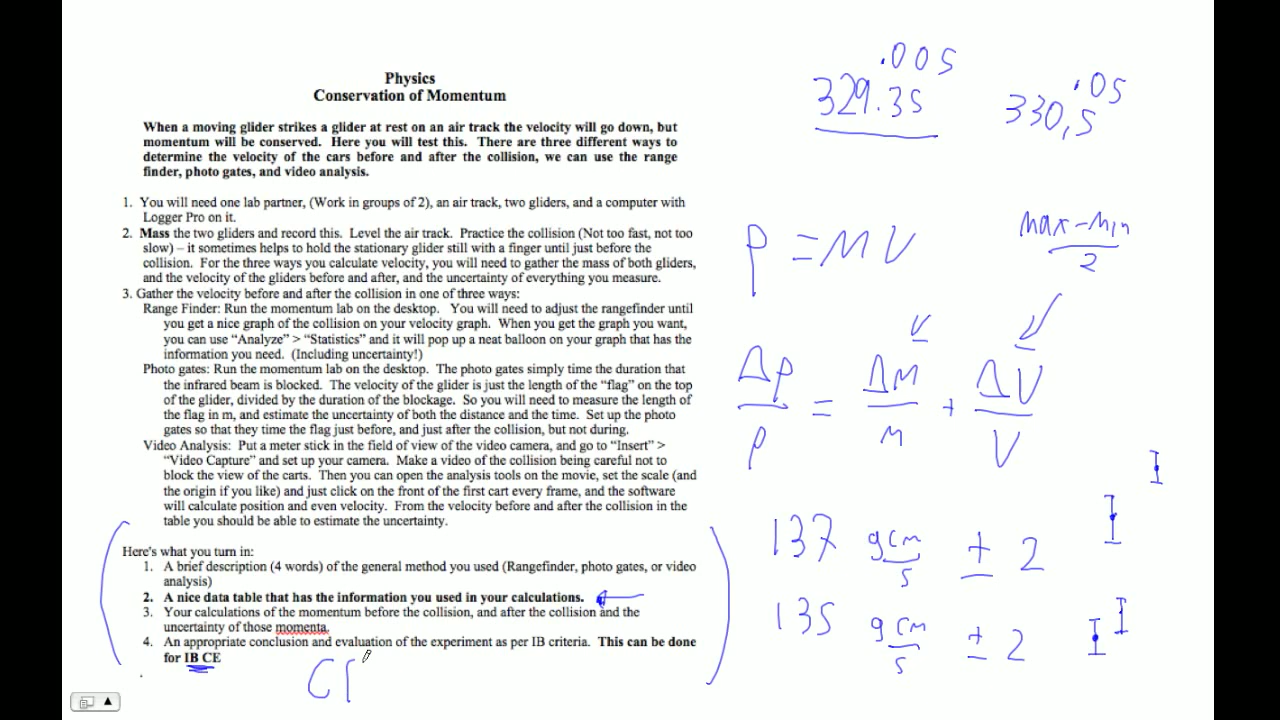 Physics
Conservation of Momentum
When a moving glider strikes a glider at rest on an air track the velocity will go down, but
momentum will be conserved.  Here you will test this.  There are three different ways to
determine the velocity of the cars before and after the collision, we can use the range
finder, photo gates, and video analysis.
1.  You will need one lab partner, (Work in groups of 2), an air track, two gliders, and a computer with
Logger Pro on it.
2.  Mass the two gliders and record this.  Level the air track.  Practice the collision (Not too fast, not too
slow) – it sometimes helps to hold the stationary glider still with a finger until just before the
collision.  For the three ways you calculate velocity, you will need to gather the mass of both gliders,
and the velocity of the gliders before and after, and the uncertainty of everything you measure.
3. Gather the velocity before and after the collision in one of three ways:
Range Finder: Run the momentum lab on the desktop.   You will need to adjust the rangefinder until
you get a nice graph of the collision on your velocity graph.  When you get the graph you want,
you can use “Analyze” > “Statistics” and it will pop up a neat balloon on your graph that has the
information you need.  (Including uncertainty!)
Photo gates: Run the momentum lab on the desktop.  The photo gates simply time the duration that
the infrared beam is blocked.  The velocity of the glider is just the length of the “flag” on the top
of the glider, divided by the duration of the blockage.  So you will need to measure the length of
the flag in m, and estimate the uncertainty of both the distance and the time.  Set up the photo
gates so that they time the flag just before, and just after the collision, but not during.
Video Analysis:  Put a meter stick in the field of view of the video camera, and go to “Insert” >
“Video Capture” and set up your camera.  Make a video of the collision being careful not to
block the view of the carts.  Then you can open the analysis tools on the movie, set the scale (and
the origin if you like) and just click on the front of the first cart every frame, and the software
will calculate position and even velocity.  From the velocity before and after the collision in the
table you should be able to estimate the uncertainty.
Here's what you turn in:
1.  A brief description (4 words) of the general method you used (Rangefinder, photo gates, or video
analysis)
2.  A nice data table that has the information you used in your calculations.
3.  Your calculations of the momentum before the collision, and after the collision and the
uncertainty of those momenta.
4.  An appropriate conclusion and evaluation of the experiment as per IB criteria.  This can be done
for IB CE
.005
329.35
.05
330,5
P = M V
Max - Min
2
ΔP
P
=
ΔM
M
+
ΔV
V
137 g cm
s
± 2
135 g cm
s
± 2